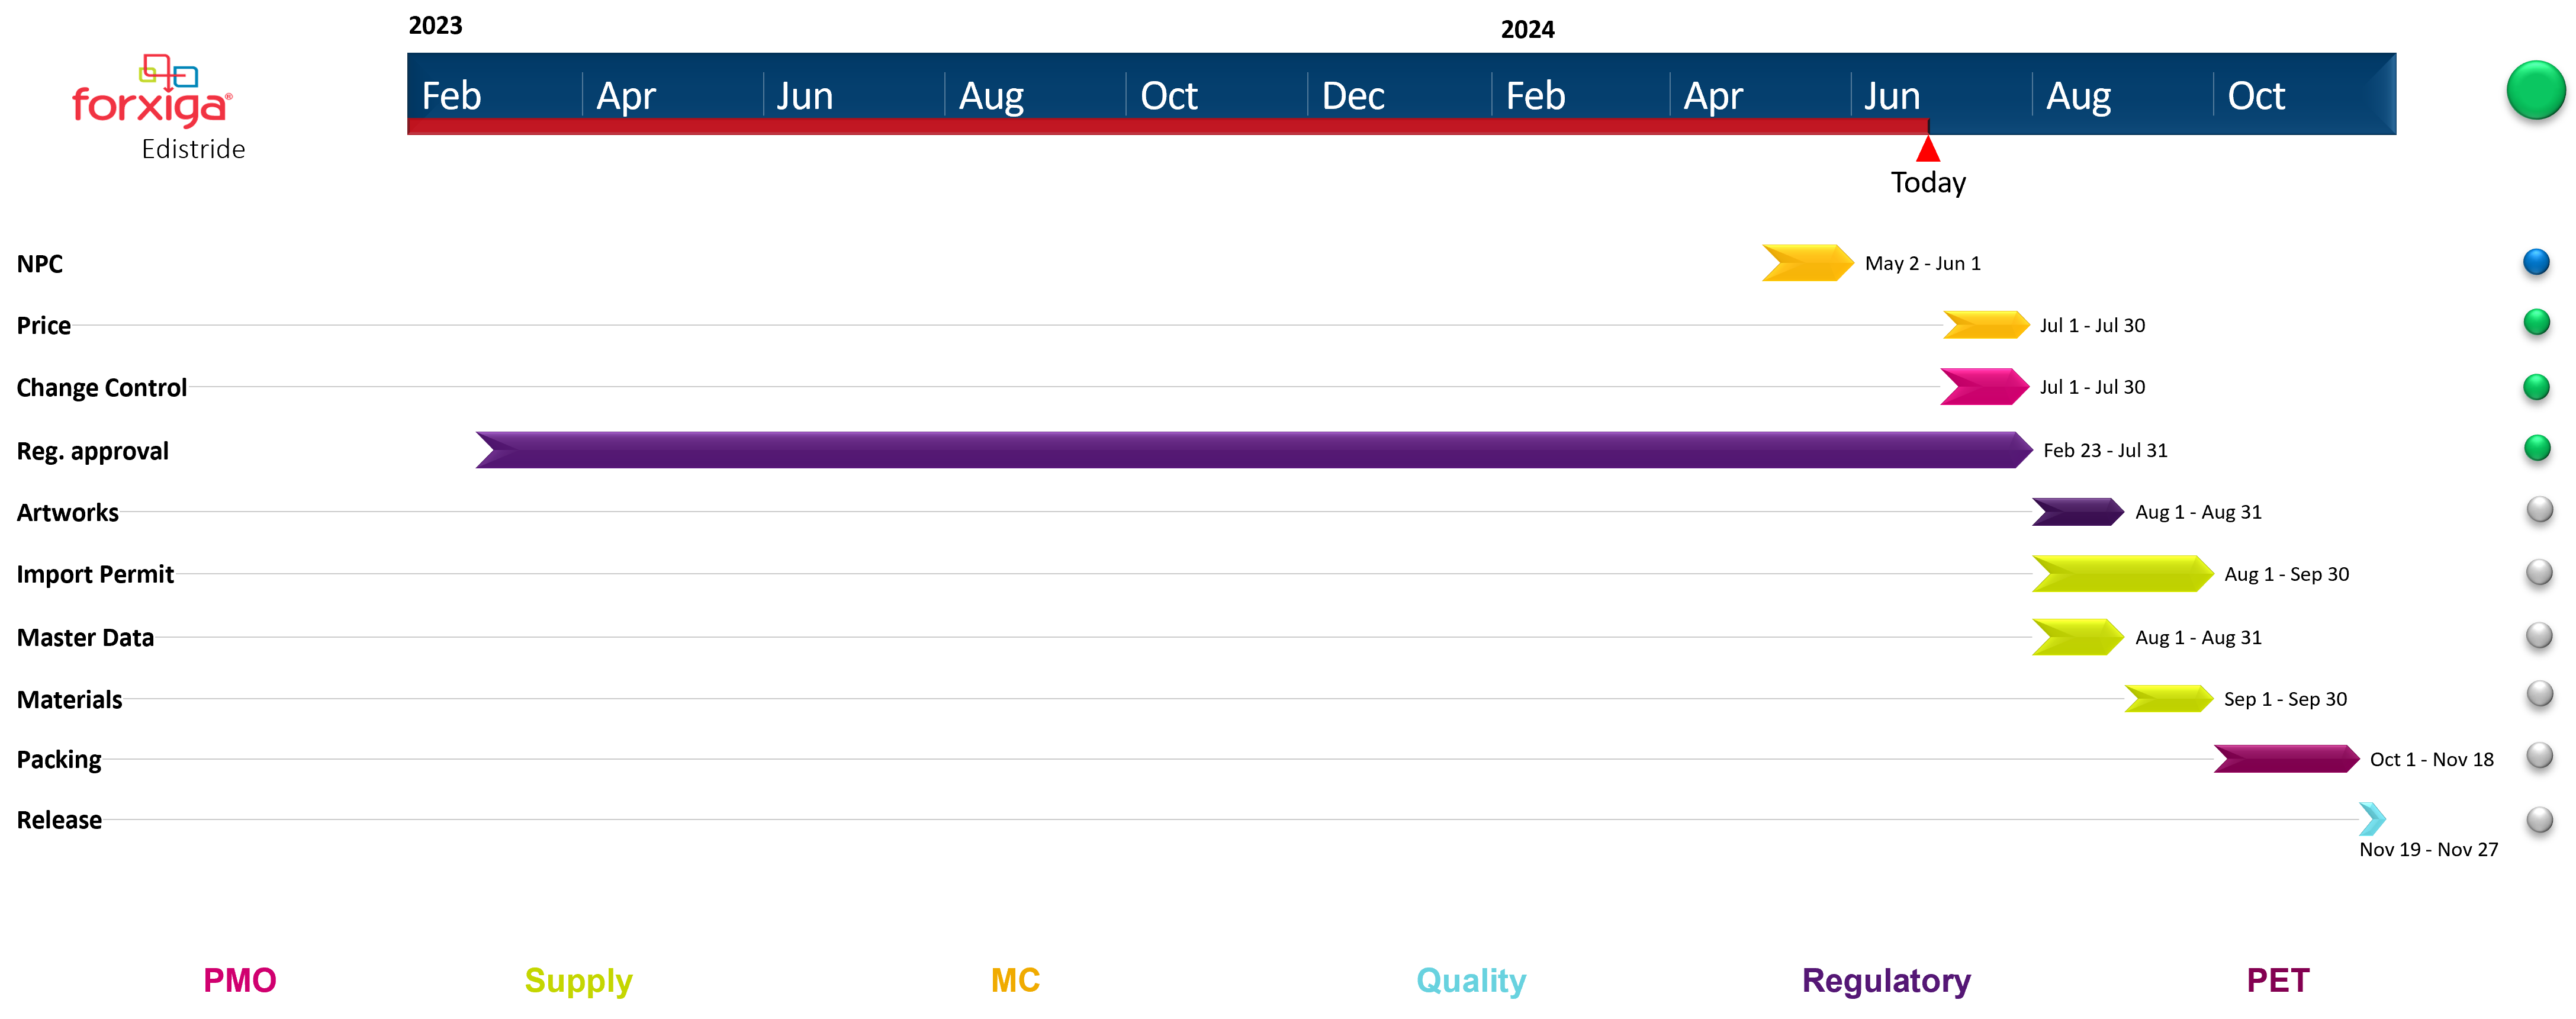 2023 2024
forxiga®
Edistride
Feb Apr Jun Aug Oct Dec Feb Apr Jun Aug Oct
Today
NPC May 2 - Jun 1
Price Jul 1 - Jul 30
Change Control Jul 1 - Jul 30
Reg. approval Feb 23 - Jul 31
Artworks Aug 1 - Aug 31
Import Permit Aug 1 - Sep 30
Master Data Aug 1 - Aug 31
Materials Sep 1 - Sep 30
Packing Oct 1 - Nov 18
Release
Nov 19 - Nov 27
PMO Supply MC Quality Regulatory PET